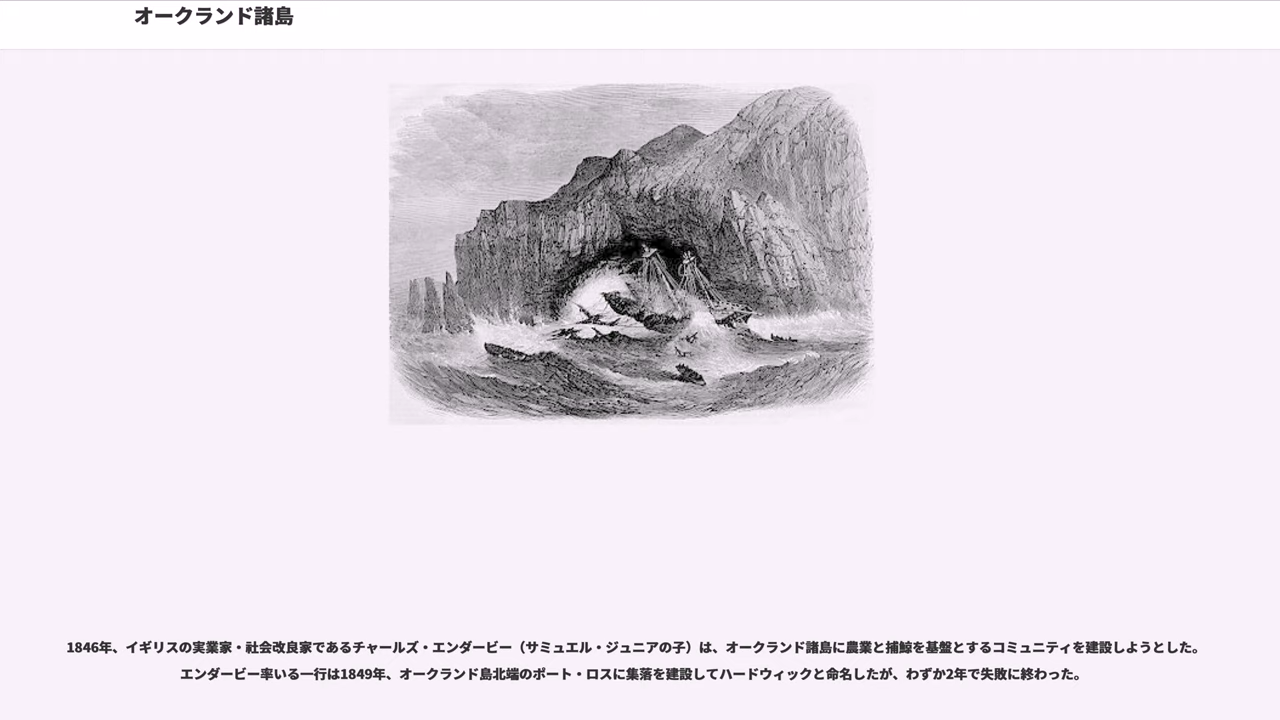 オークランド諸島
1846年、イギリスの実業家・社会改良家であるチャールズ・エンダービー（サミュエル・ジュニアの子）は、オークランド諸島に農業と捕鯨を基盤とするコミュニティを建設しようとした。
エンダービー率いる一行は1849年、オークランド島北端のポート・ロスに集落を建設してハードウィックと命名したが、わずか2年で失敗に終わった。